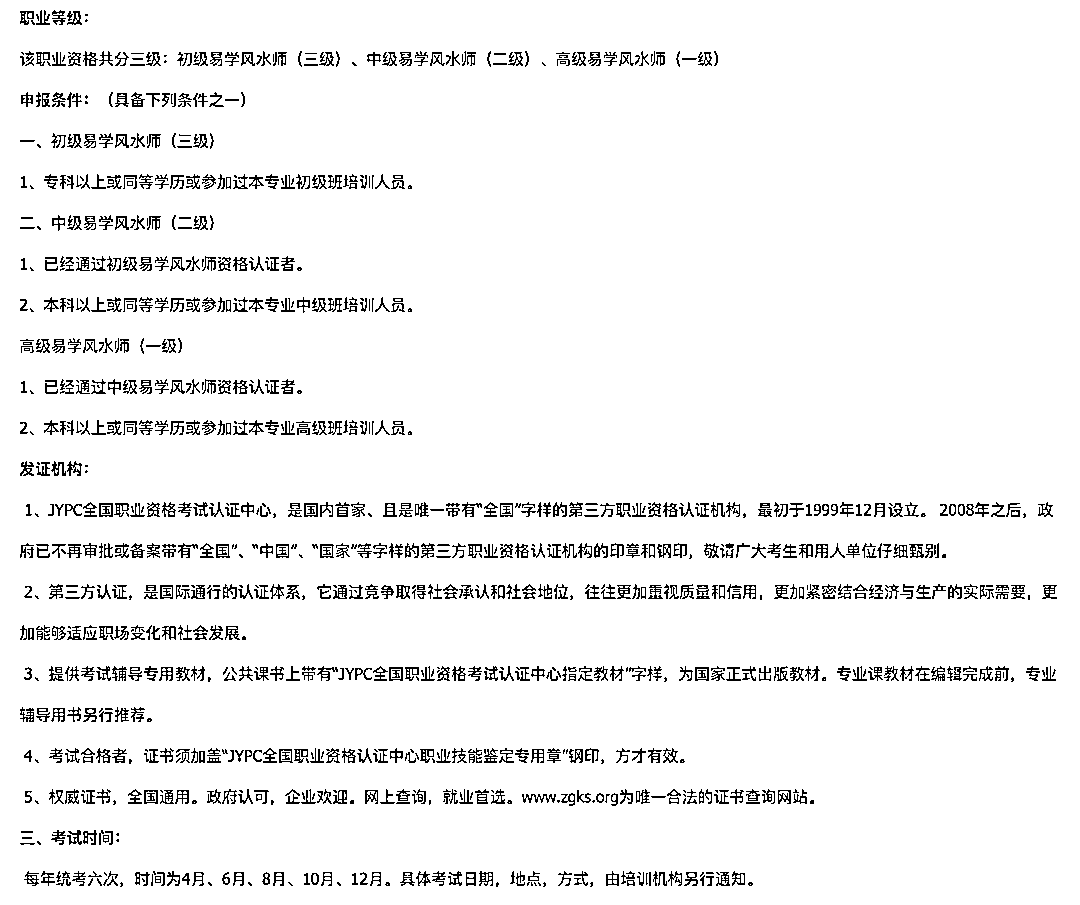 职业等级：
该职业资格共分三级：初级易学风水师（三级）、中级易学风水师（二级）、高级易学风水师（一级）
申报条件：（具备下列条件之一）
一、初级易学风水师（三级）
1、专科以上或同等学历或参加过本专业初级班培训人员。
二、中级易学风水师（二级）
1、已经通过初级易学风水师资格认证者。
2、本科以上或同等学历或参加过本专业中级班培训人员。
高级易学风水师（一级）
1、已经通过中级易学风水师资格认证者。
2、本科以上或同等学历或参加过本专业高级班培训人员。
发证机构：
1、JYPC全国职业资格考试认证中心，是国内首家、且是唯一带有“全国”字样的第三方职业资格认证机构，最初于1999年12月设立。 2008年之后，政
府已不再审批或备案带有“全国”、“中国”、“国家”等字样的第三方职业资格认证机构的印章和钢印，敬请广大考生和用人单位仔细甄别。
2、第三方认证，是国际通行的认证体系，它通过竞争取得社会承认和社会地位，往往更加重视质量和信用，更加紧密结合经济与生产的实际需要，更
加能够适应职场变化和社会发展。
3、提供考试辅导专用教材，公共课书上带有“JYPC全国职业资格考试认证中心指定教材”字样，为国家正式出版教材。专业课教材在编辑完成前，专业
辅导用书另行推荐。
4、考试合格者，证书须加盖“JYPC全国职业资格认证中心职业技能鉴定专用章”钢印，方才有效。
5、权威证书，全国通用。政府认可，企业欢迎。网上查询，就业首选。www.zgks.org为唯一合法的证书查询网站。
三、考试时间：
每年统考六次，时间为4月、6月、8月、10月、12月。具体考试日期，地点，方式，由培训机构另行通知。